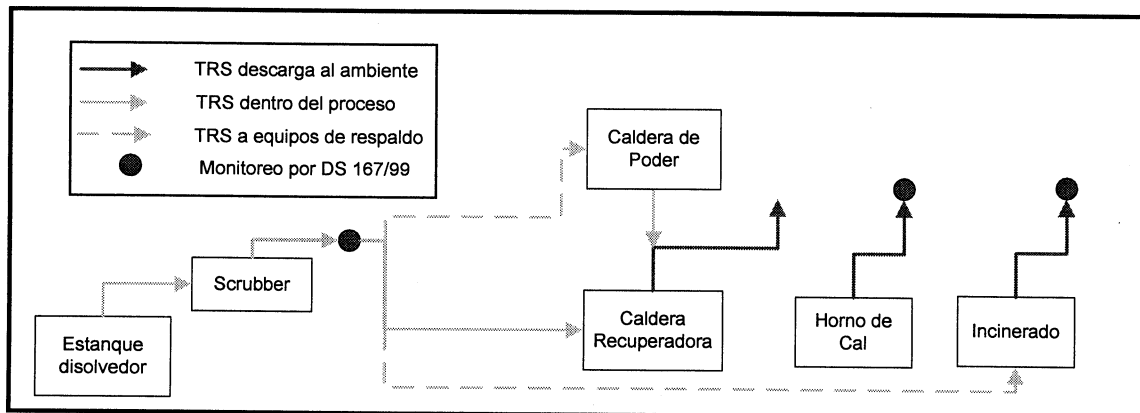 TRS descarga al ambiente
TRS dentro del proceso
TRS a equipos de respaldo
Monitoreo por DS 167/99
Caldera de
Poder
Scrubber
Estanque
disolvedor
Caldera
Recuperadora
Horno de
Cal
Incinerado